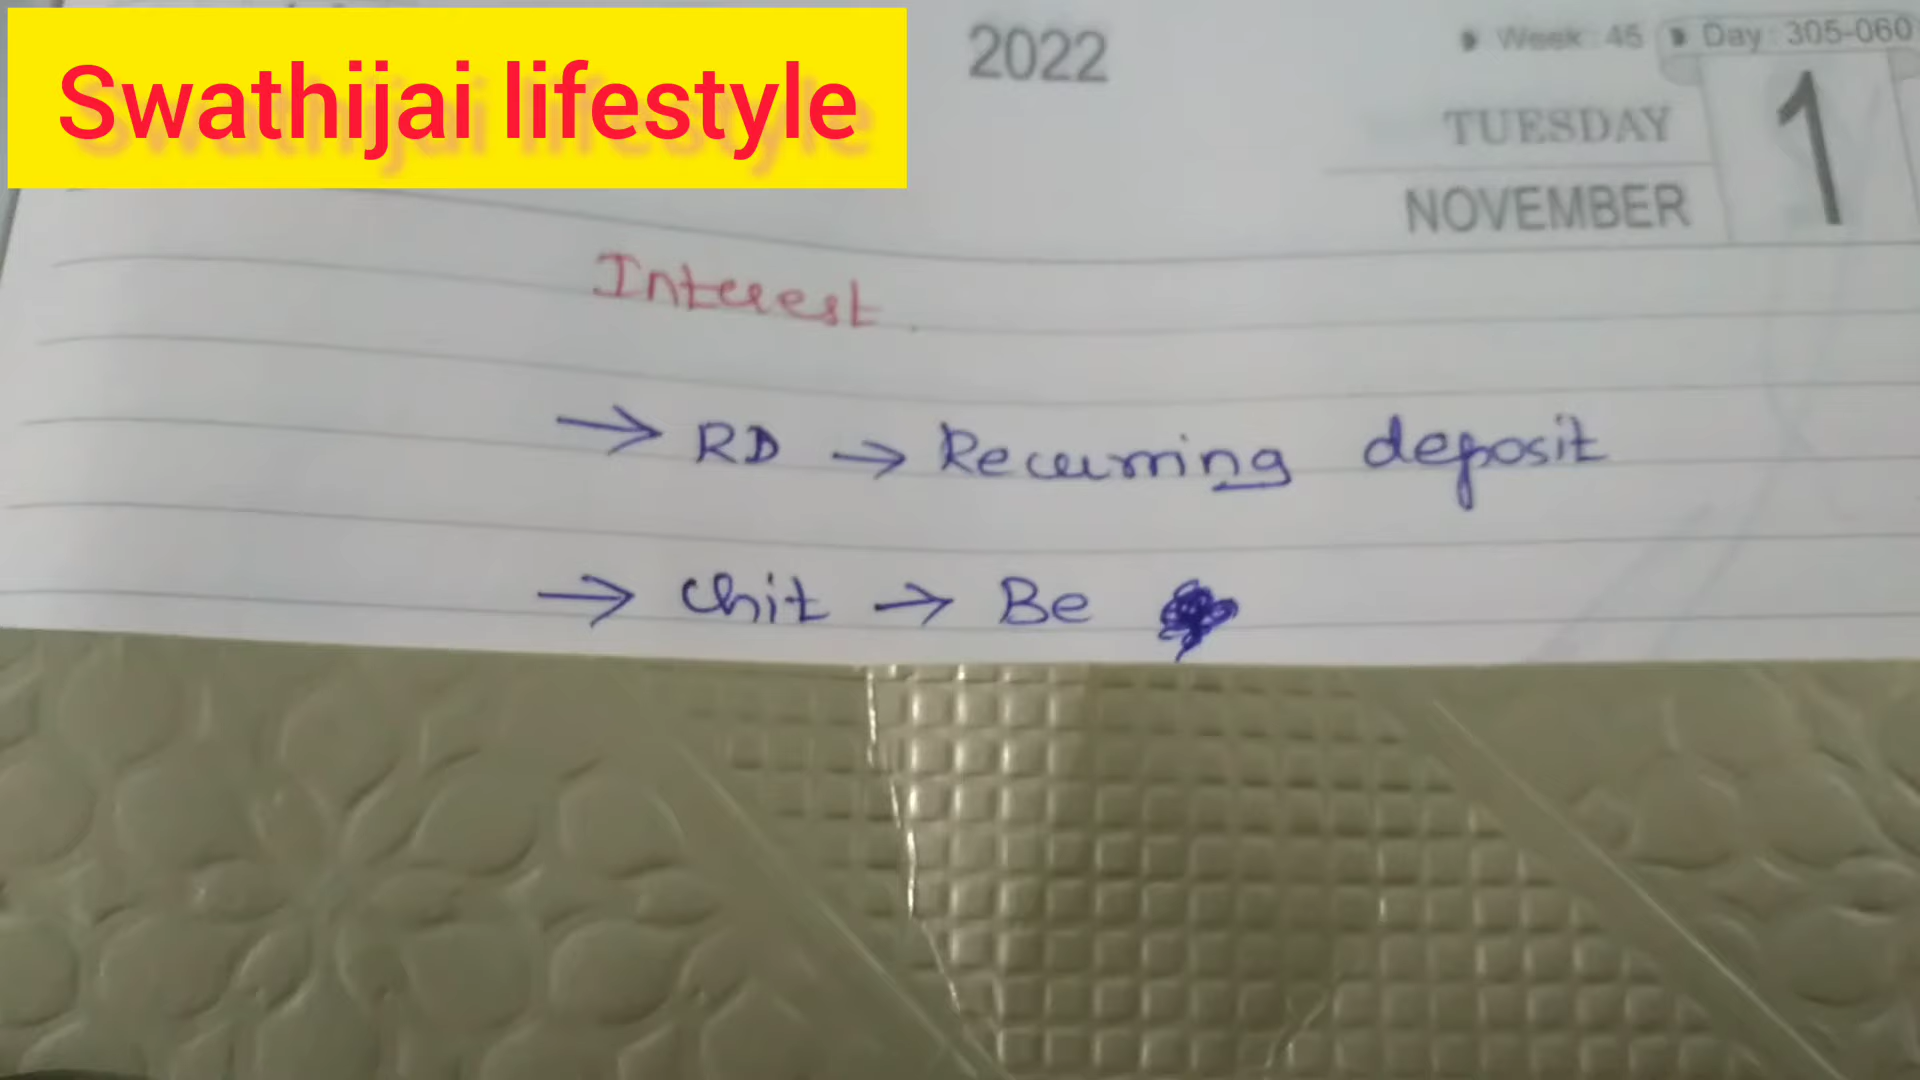 Swathijai lifestyle
2022
Week: 45
Day: 305-060
TUESDAY
NOVEMBER
1
Interest.
→ RD → Recurring deposit
→ chit → Be